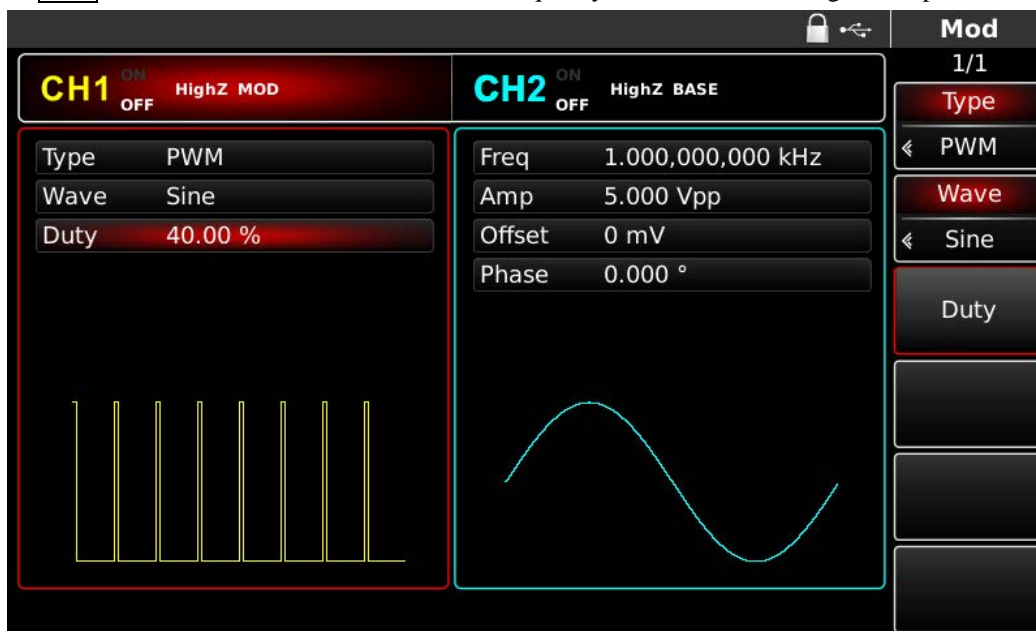 Mod
1/1
CH1 ON OFF HighZ MOD
CH2 ON OFF HighZ BASE
Type
PWM
Wave
Sine
Duty
Type PWM
Wave Sine
Duty 40.00 %
Freq 1.000,000,000 kHz
Amp 5.000 Vpp
Offset 0 mV
Phase 0.000 °